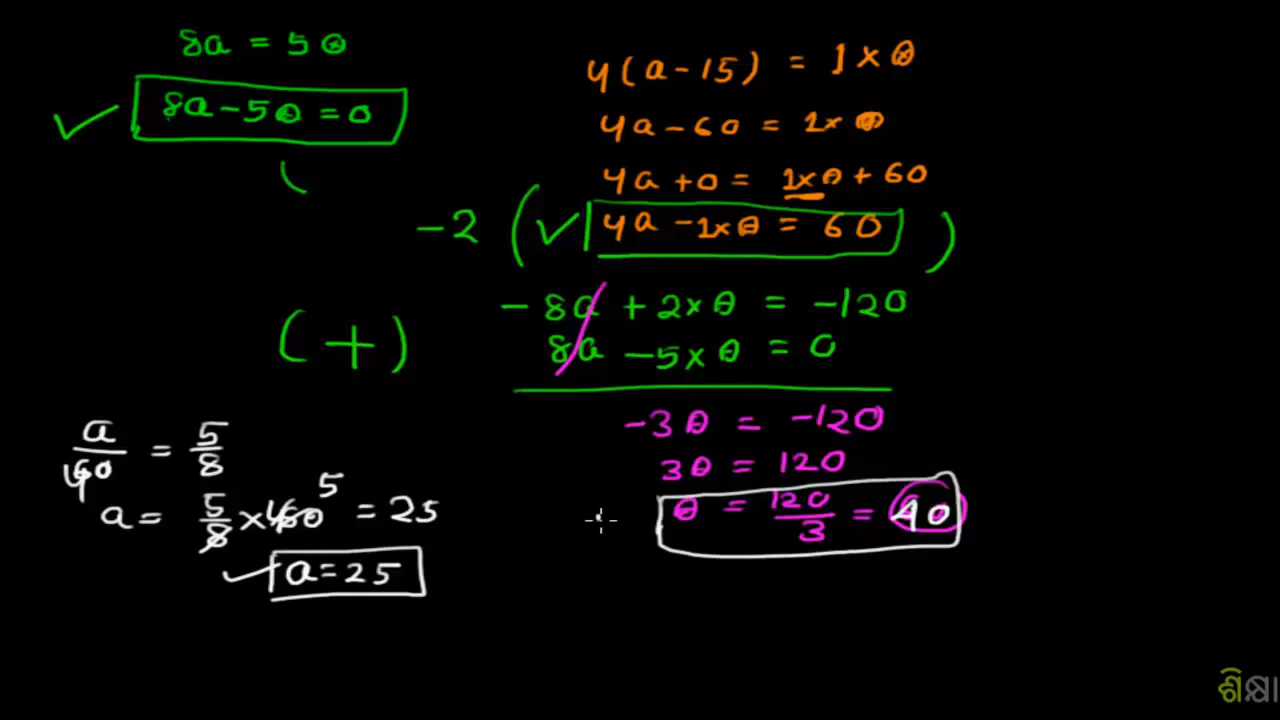 8a = 5θ
8a - 5θ = 0
4(a - 15) = 1 x θ
4a - 60 = 1 x θ
4a + 0 = 1 x θ + 60
-2 ( 4a - 1 x θ = 60 )
- 8a + 2 x θ = -120
(+) 8a - 5 x θ = 0
-3θ = -120
3θ = 120
θ = 120/3 = 40
a/40 = 5/8
a = 5/8 x 40 5 = 25
a = 25
ଶିକ୍ଷା